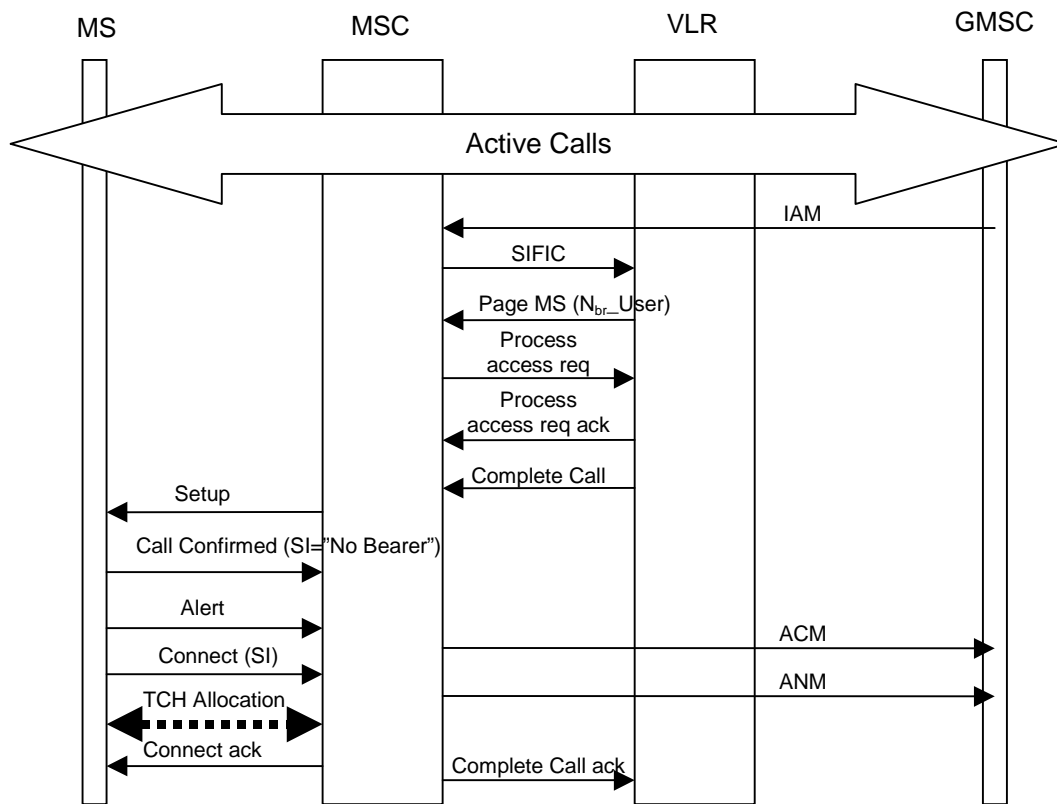 MS
MSC
VLR
GMSC
Active Calls
IAM
SIFIC
Page MS (Nbr_User)
Process
access req
Process
access req ack
Complete Call
Setup
Call Confirmed (SI=”No Bearer”)
Alert
ACM
Connect (SI)
ANM
TCH Allocation
Connect ack
Complete Call ack